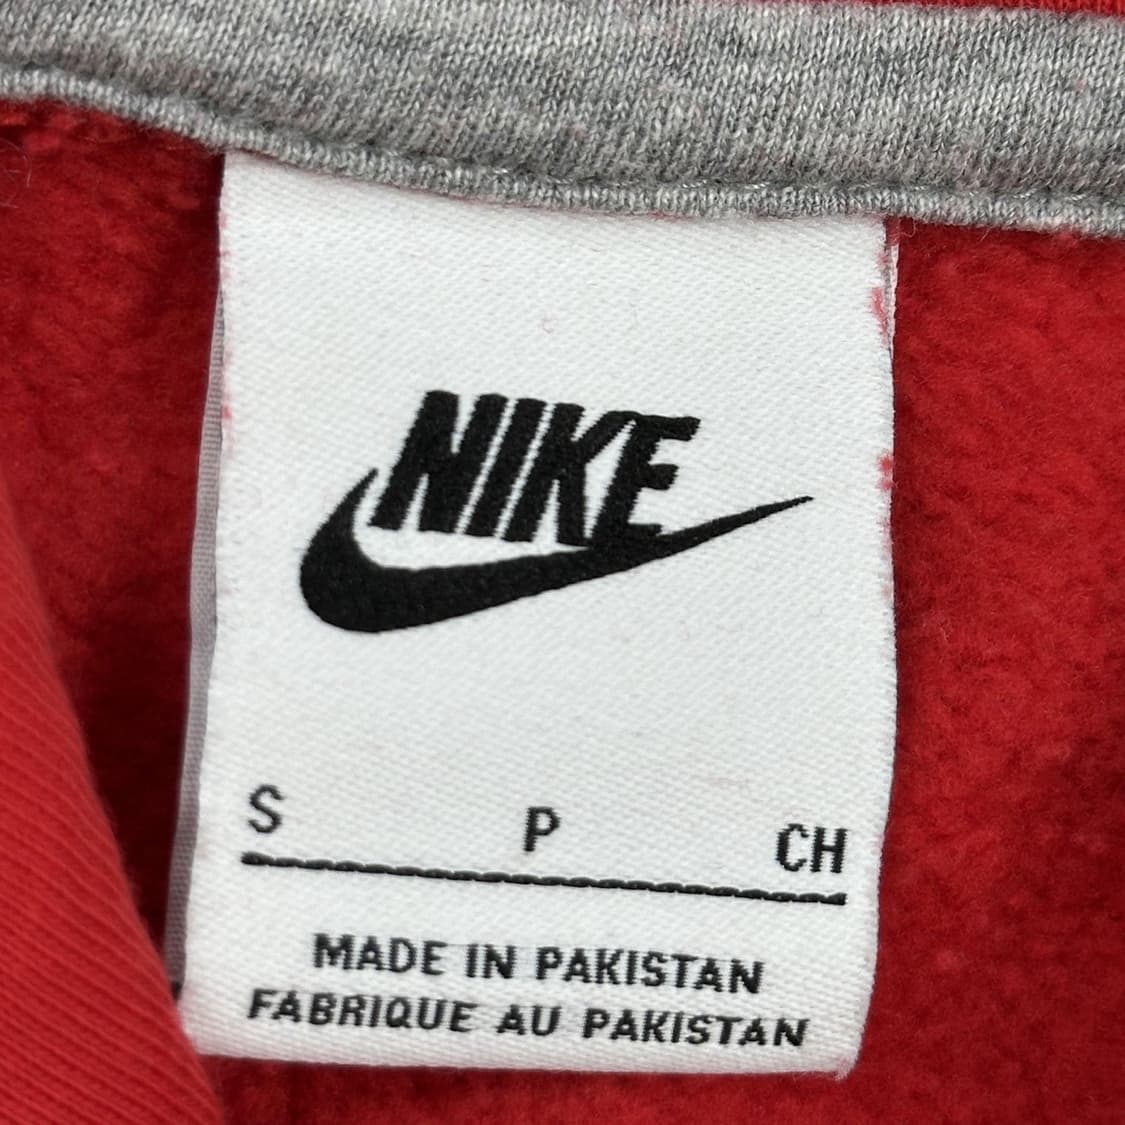 NIKE
S P CH
MADE IN PAKISTAN
FABRIQUE AU PAKISTAN